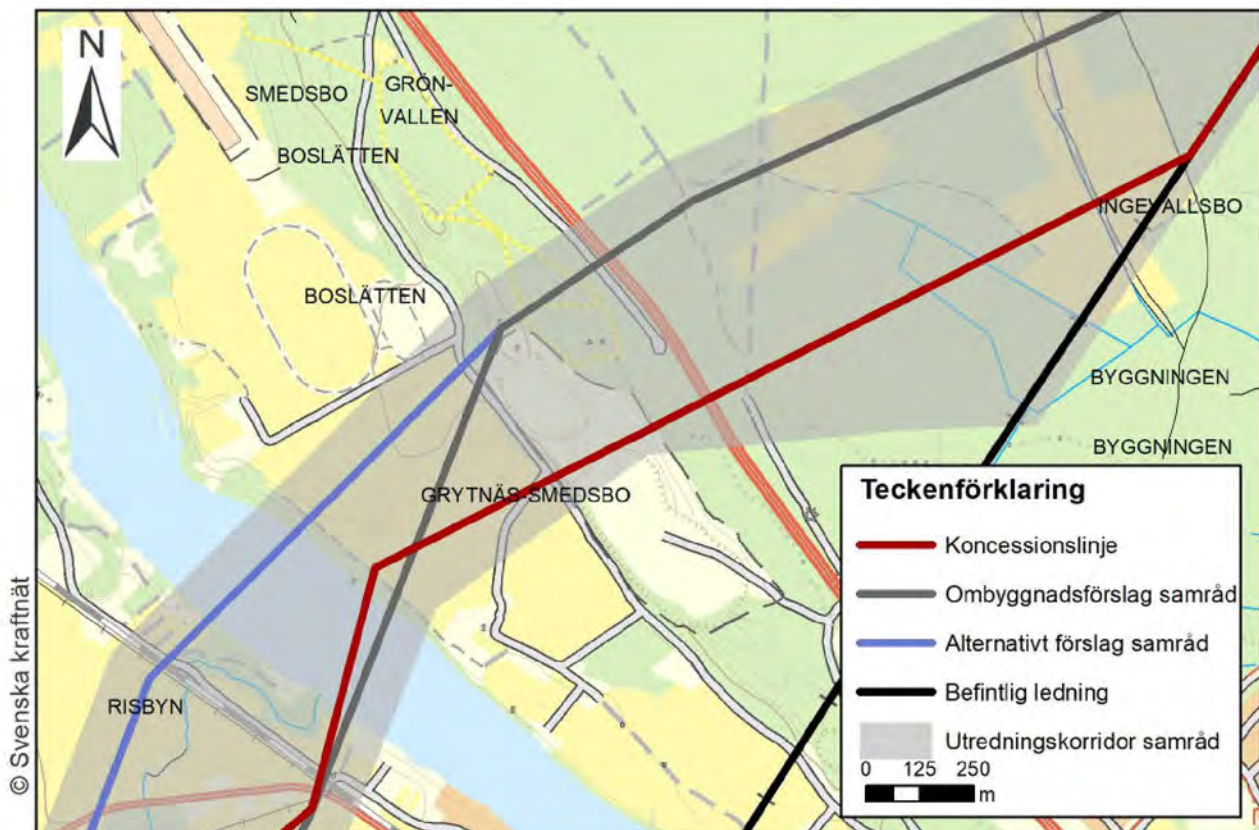 N
SMEDSBO
GRÖN-
VALLEN
BOSLÄTTEN
INGEVALLSBO
BOSLÄTTEN
BYGGNINGEN
BYGGNINGEN
GRYTNÄS-SMEDSBO
RISBYN
© Svenska kraftnät
Teckenförklaring
Koncessionslinje
Ombyggnadsförslag samråd
Alternativt förslag samråd
Befintlig ledning
Utredningskorridor samråd
0 125 250
m